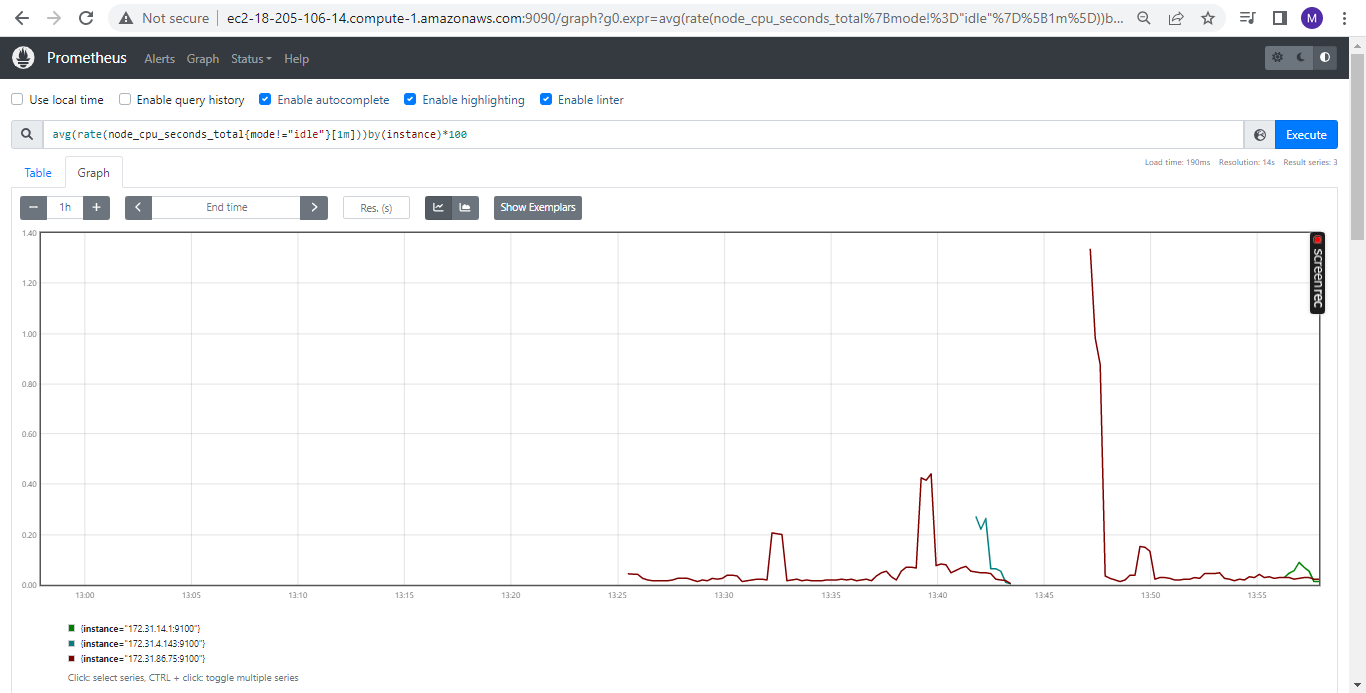 Not secure
ec2-18-205-106-14.compute-1.amazonaws.com:9090/graph?g0.expr=avg(rate(node_cpu_seconds_total%7Bmode!%3D"idle"%7D%5B1m%5D))b...
M
Prometheus Alerts Graph Status Help
Use local time Enable query history Enable autocomplete Enable highlighting Enable linter
avg(rate(node_cpu_seconds_total{mode!="idle"}[1m]))by(instance)*100
Execute
Load time: 190ms Resolution: 14s Result series: 3
Table Graph
− 1h + End time Res. (s) Show Exemplars
screenrec
1.40
1.20
1.00
0.80
0.60
0.40
0.20
0.00
13:00 13:05 13:10 13:15 13:20 13:25 13:30 13:35 13:40 13:45 13:50 13:55
{instance="172.31.14.1:9100"}
{instance="172.31.4.143:9100"}
{instance="172.31.86.75:9100"}
Click: select series, CTRL + click: toggle multiple series